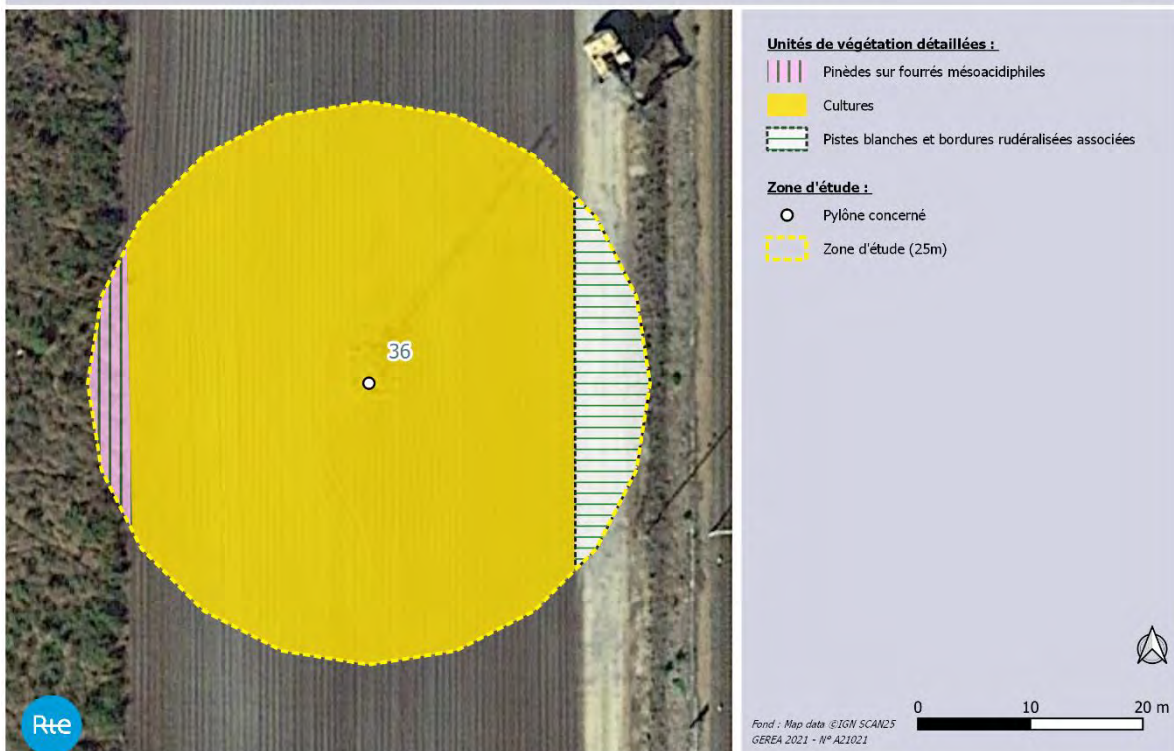 36
Rte
Unités de végétation détaillées :
Pinèdes sur fourrés mésoacidiphiles
Cultures
Pistes blanches et bordures rudéralisées associées
Zone d'étude :
Pylône concerné
Zone d'étude (25m)
0 10 20 m
Fond : Map data ©IGN SCAN25
GEREA 2021 - N° A21021